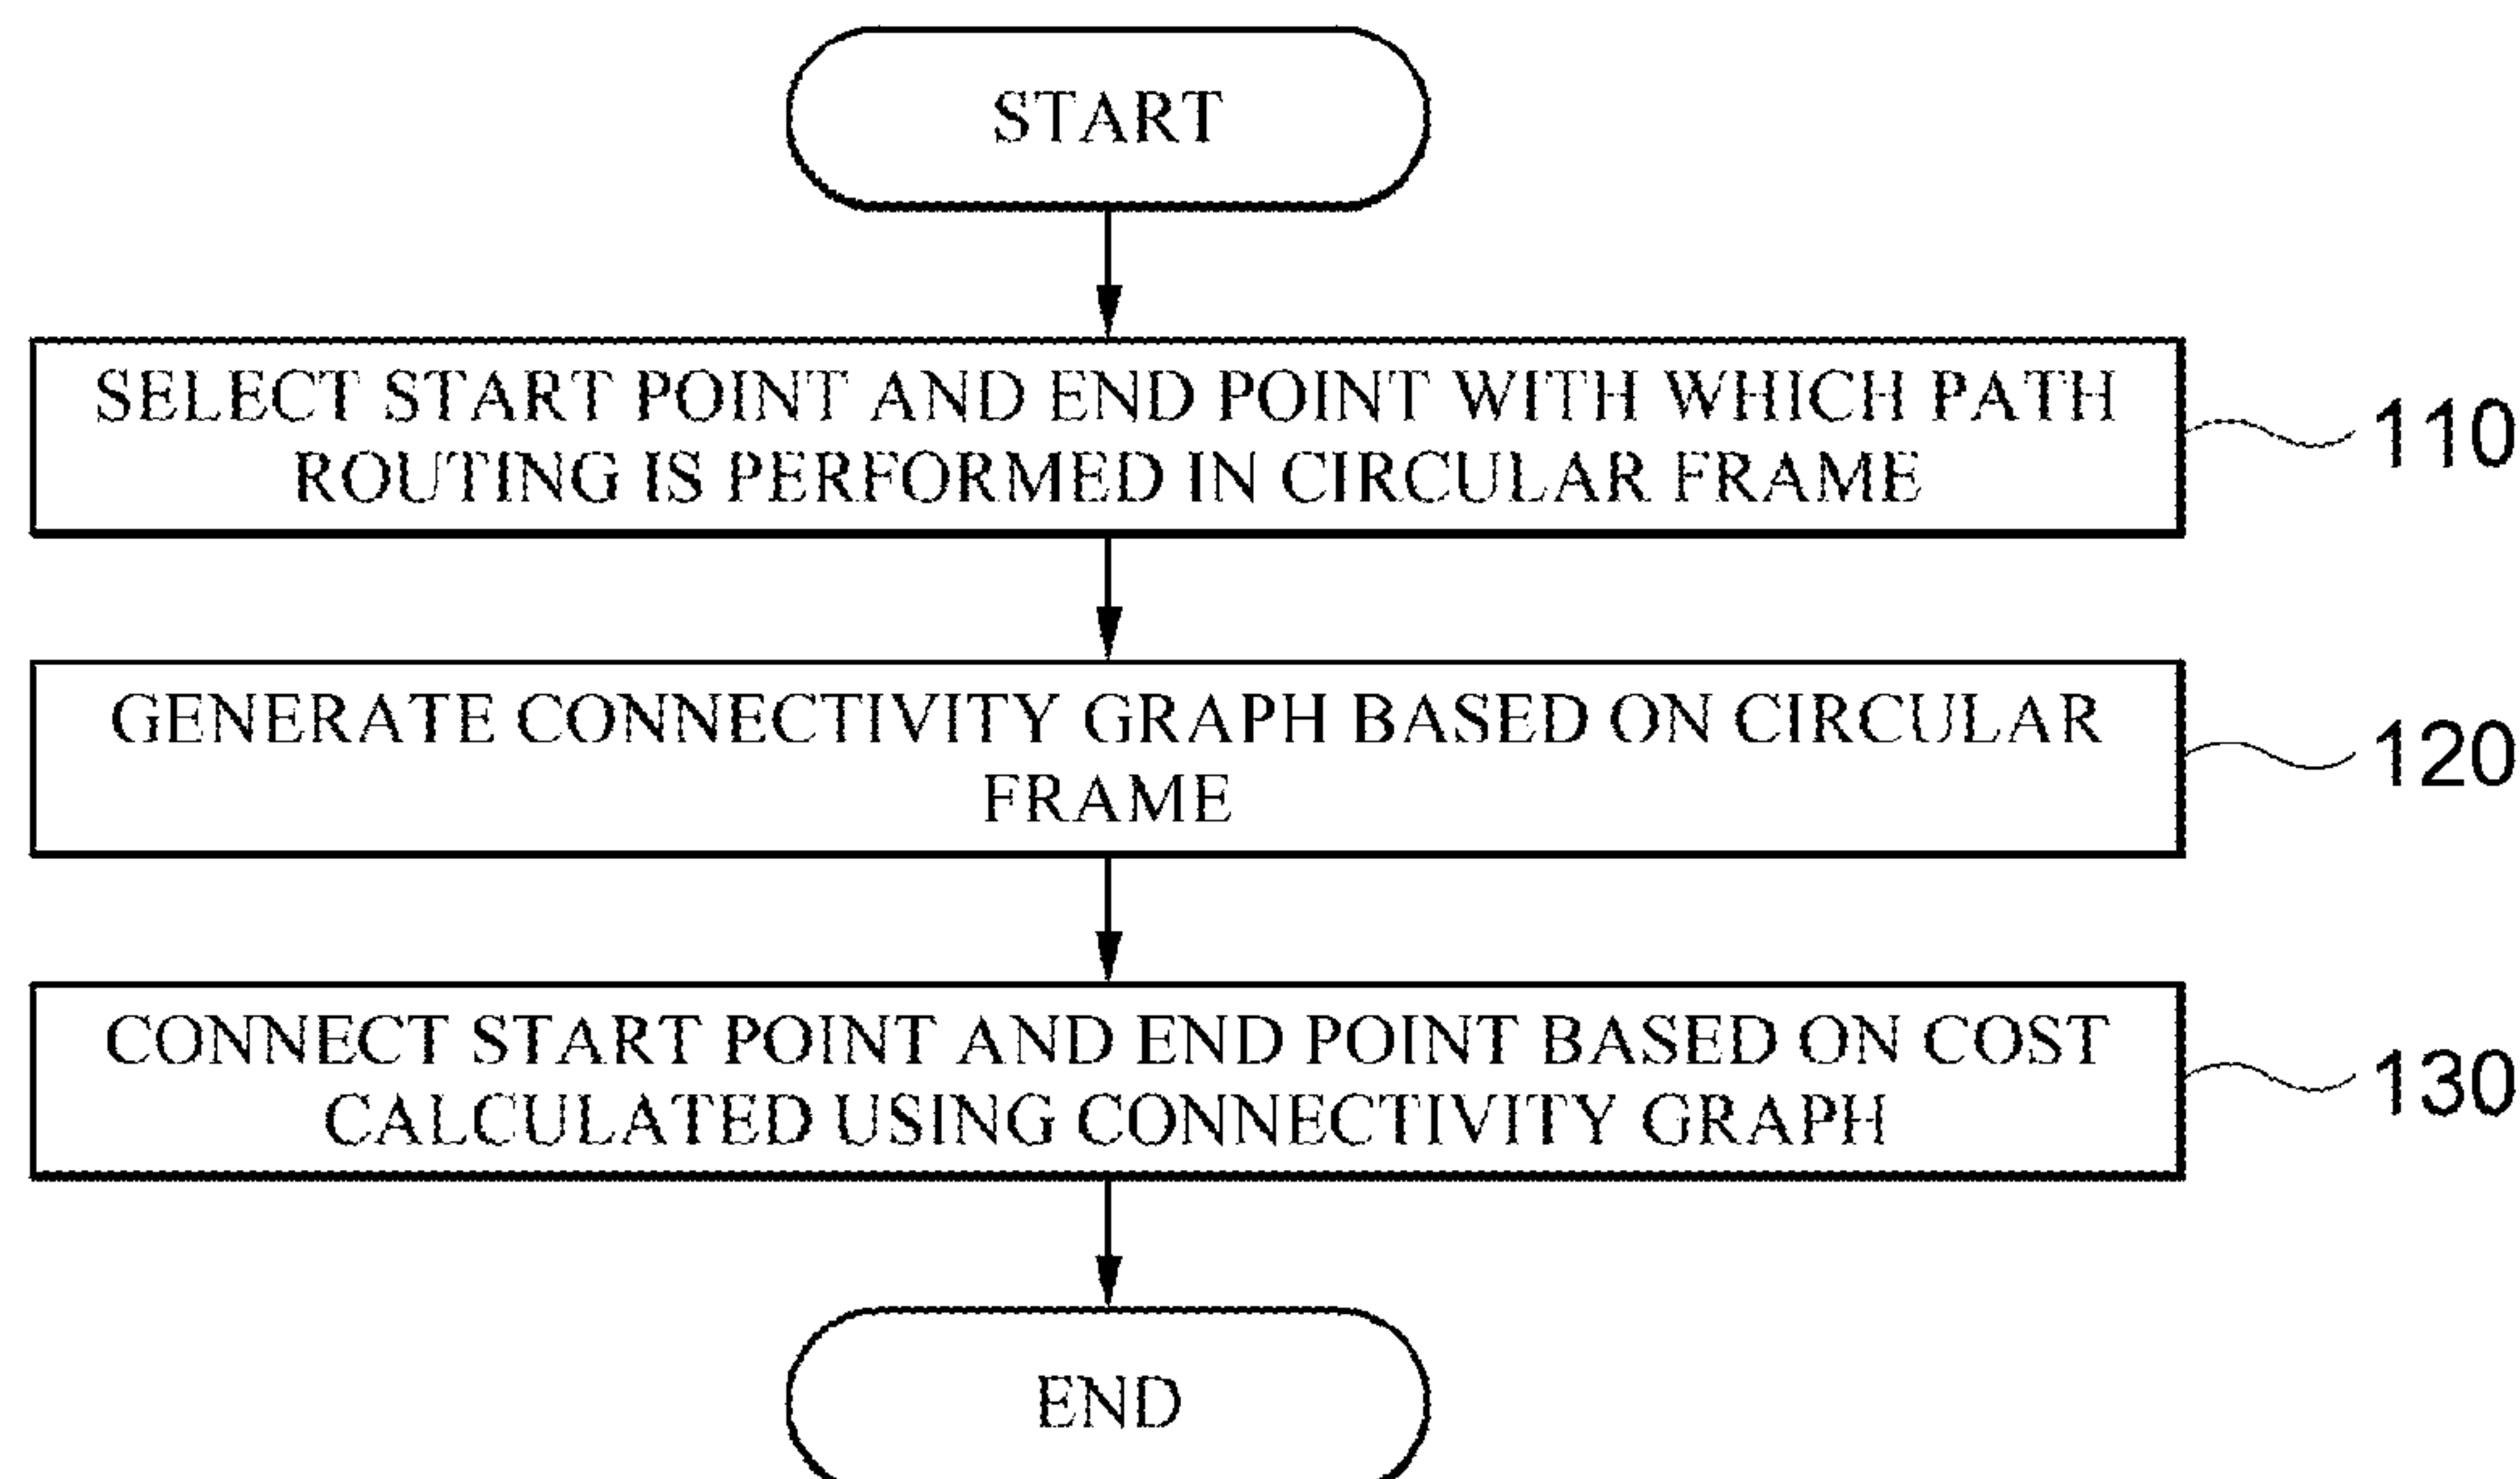 START
SELECT START POINT AND END POINT WITH WHICH PATH
ROUTING IS PERFORMED IN CIRCULAR FRAME
110
GENERATE CONNECTIVITY GRAPH BASED ON CIRCULAR
FRAME
120
CONNECT START POINT AND END POINT BASED ON COST
CALCULATED USING CONNECTIVITY GRAPH
130
END